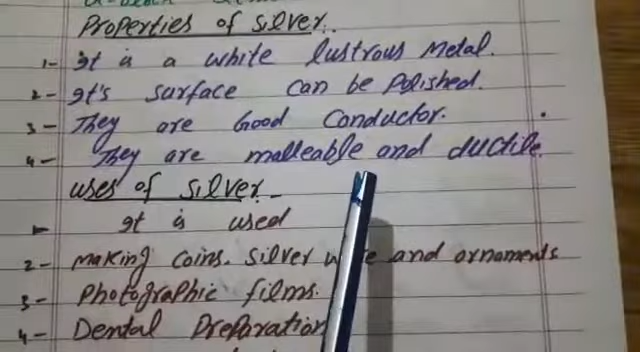 Properties of Silver.
1- It is a white lustrous Metal.
2- It's surface can be Polished.
3- They are Good Conductor.
4- They are malleable and ductile.
uses of silver -
1- It is used
2- making coins. silver and ornaments
3- Photographic films.
4- Dental Preparation